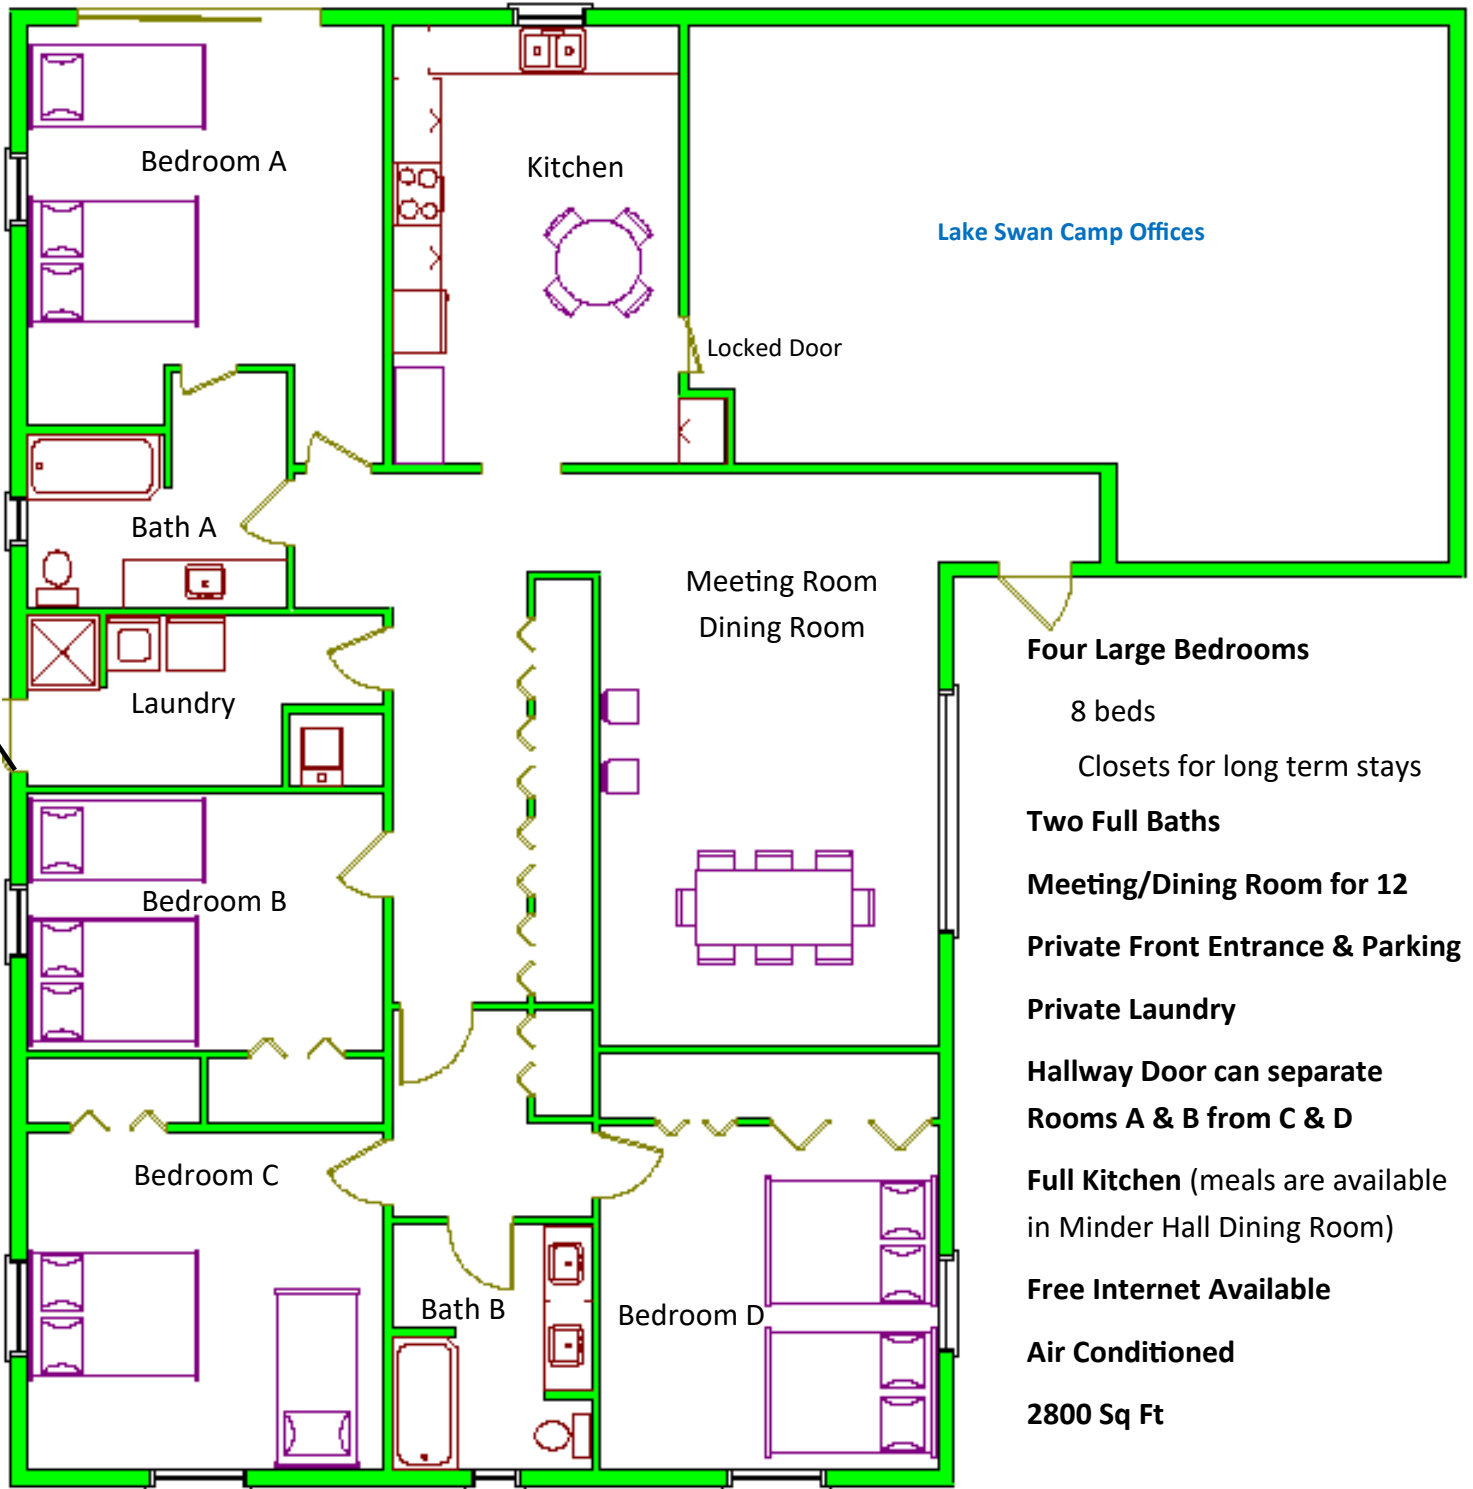 Bedroom A
Kitchen
Lake Swan Camp Offices
Locked Door
Bath A
Meeting Room
Dining Room
Laundry
Bedroom B
Bedroom C
Bath B
Bedroom D
Four Large Bedrooms
8 beds
Closets for long term stays
Two Full Baths
Meeting/Dining Room for 12
Private Front Entrance & Parking
Private Laundry
Hallway Door can separate
Rooms A & B from C & D
Full Kitchen (meals are available
in Minder Hall Dining Room)
Free Internet Available
Air Conditioned
2800 Sq Ft